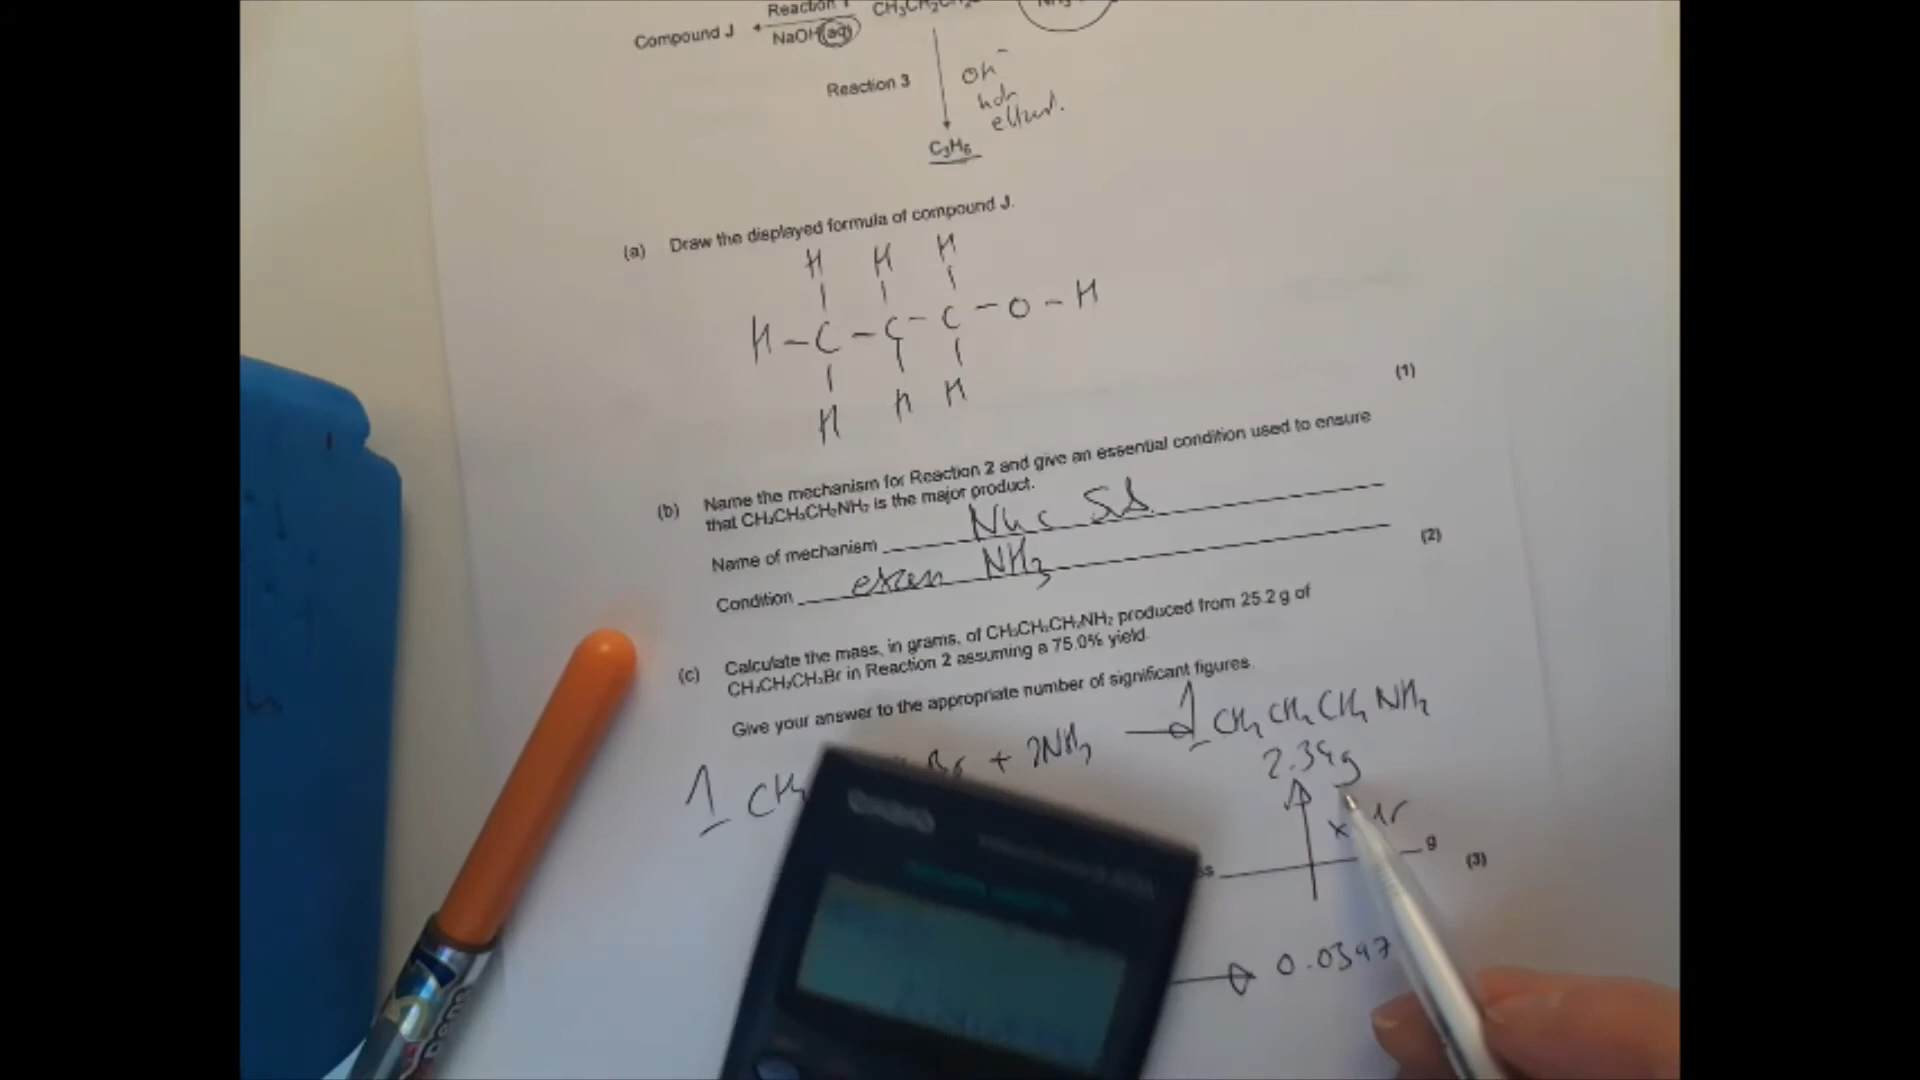 Reaction 1
Compound J
NaOH(aq)
Reaction 3
OH⁻
ethanol.
C₃H₆
(a) Draw the displayed formula of compound J.
H H H
H-C-C-C-O-H
H H H
(1)
(b) Name the mechanism for Reaction 2 and give an essential condition used to ensure
that CH₃CH₂CH₂NH₂ is the major product.
Name of mechanism Nuc Sub
Condition excess NH₃
(2)
(c) Calculate the mass, in grams, of CH₃CH₂CH₂NH₂ produced from 25.2 g of
CH₃CH₂CH₂Br in Reaction 2 assuming a 75.0% yield.
Give your answer to the appropriate number of significant figures.
1 CH₃ Br + 2NH₃ → 1 CH₃CH₂CH₂NH₂
2.34g
g
(3)
0.0397
CASIO